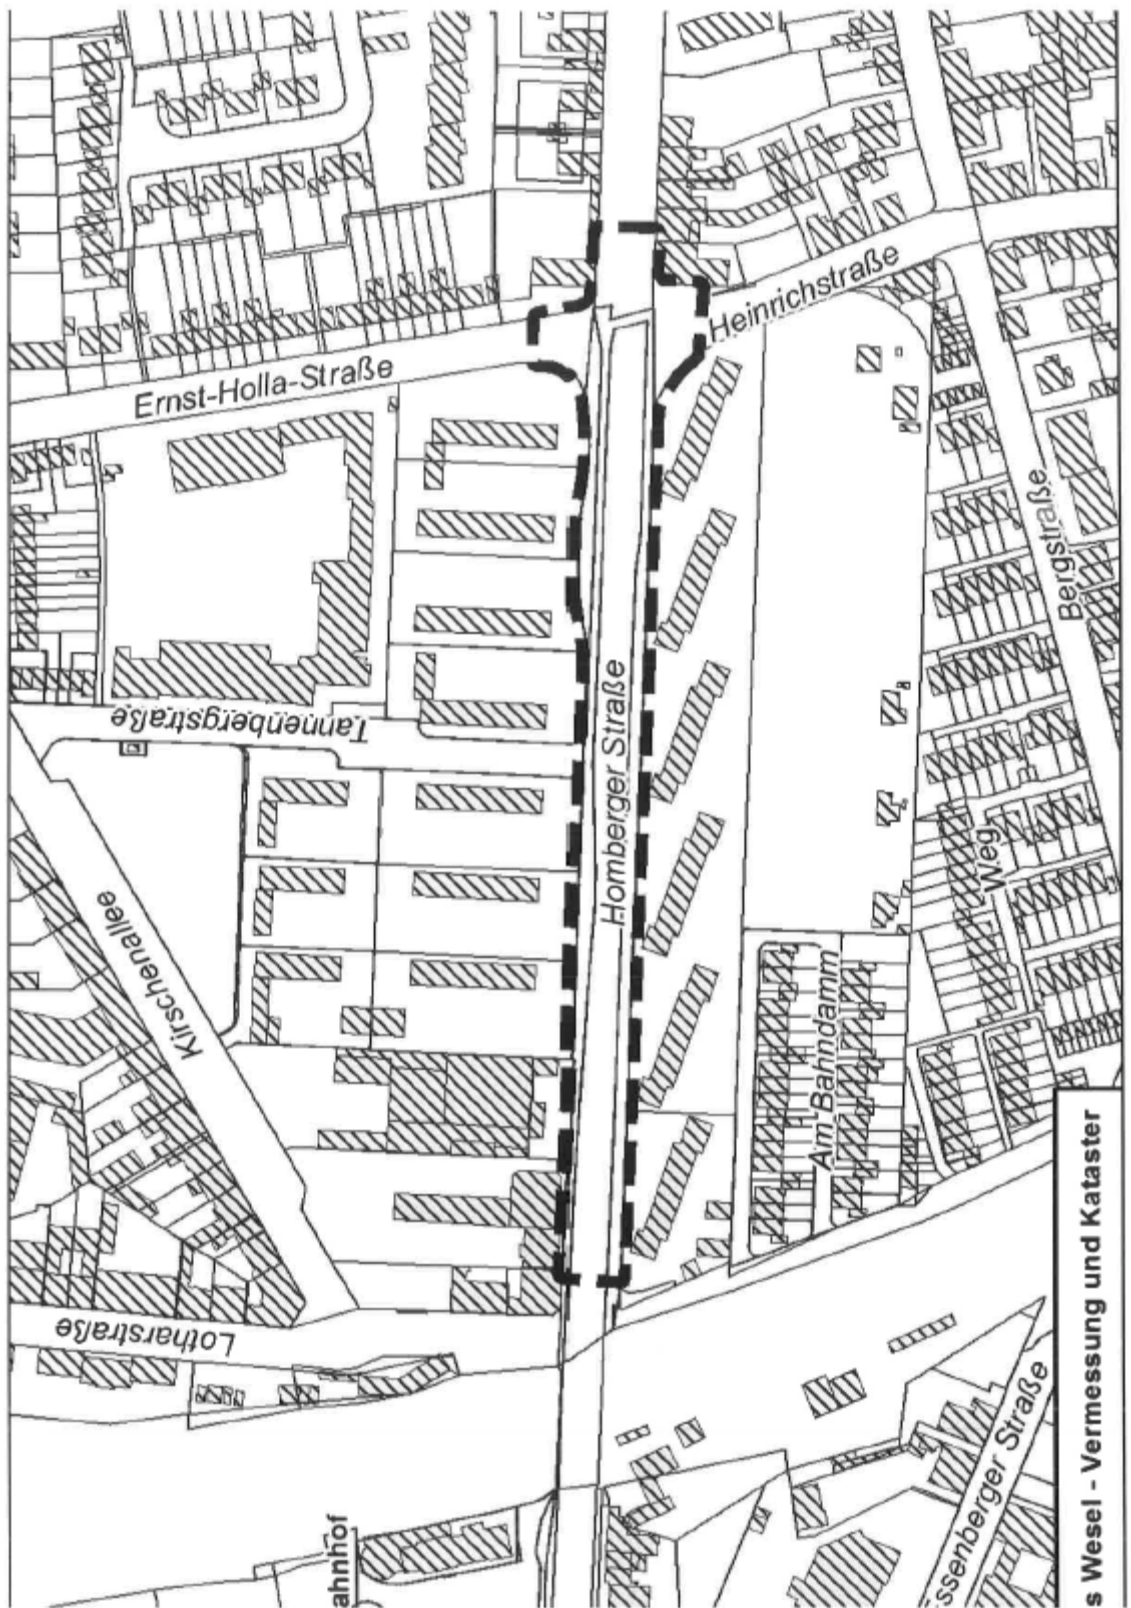 Ernst-Holla-Straße
Heinrichstraße
Bergstraße
Tannenbergstraße
Homberger Straße
Kirschenallee
Weg
Am Bahndamm
Lotharstraße
ssenberger Straße
ahnhof
s Wesel - Vermessung und Kataster